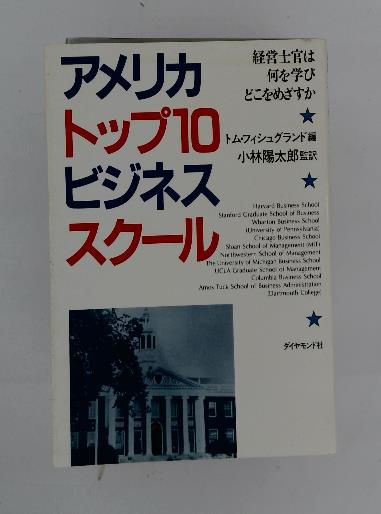 アメリカ
トップ10
ビジネス
スクール
経営士官は
何を学び
どこをめざすか
トム・フィシュグランド編
小林陽太郎監訳
Harvard Business School
Stanford Graduate School of Business
Wharton Business School
(University of Pennsylvania)
Chicago Business School
Sloan School of Management (MIT)
Northwestern School of Management
The University of Michigan Business School
UCLA Graduate School of Management
Columbia Business School
Amos Tuck School of Business Administration
(Dartmouth College)
ダイヤモンド社